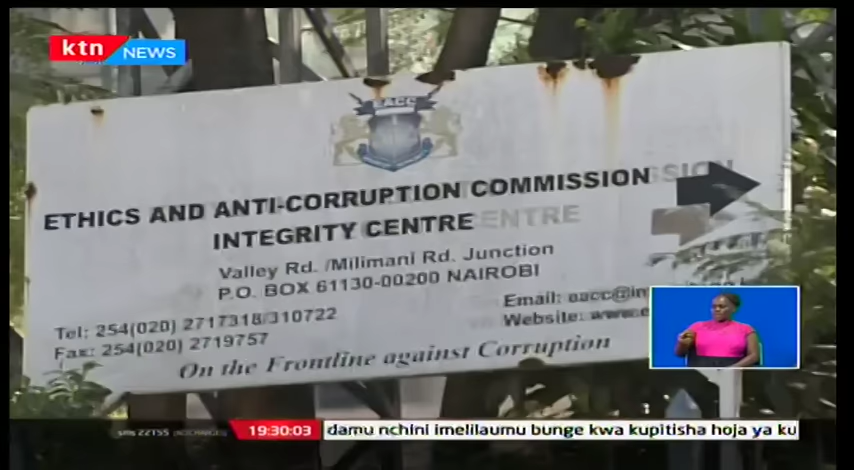 ktn NEWS
EACC
ETHICS AND ANTI-CORRUPTION COMMISSION
INTEGRITY CENTRE
Valley Rd. /Milimani Rd. Junction
P.O. BOX 61130-00200 NAIROBI
Tel: 254(020) 2717318/310722
Fax: 254(020) 2719757
Email: eacc@in
Website: www.e
On the Frontline against Corruption
19:30:03 damu nchini imelilaumu bunge kwa kupitisha hoja ya ku